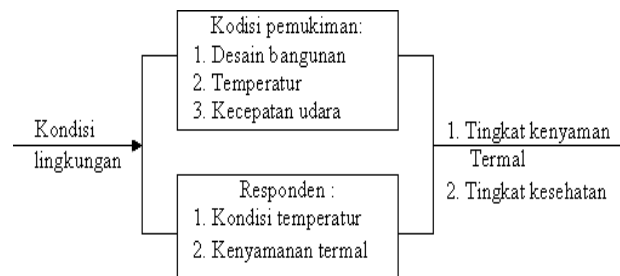 Kodisi pemukiman:
1. Desain bangunan
2. Temperatur
3. Kecepatan udara
Kondisi
lingkungan
1. Tingkat kenyaman
Termal
2. Tingkat kesehatan
Responden :
1. Kondisi temperatur
2. Kenyamanan termal